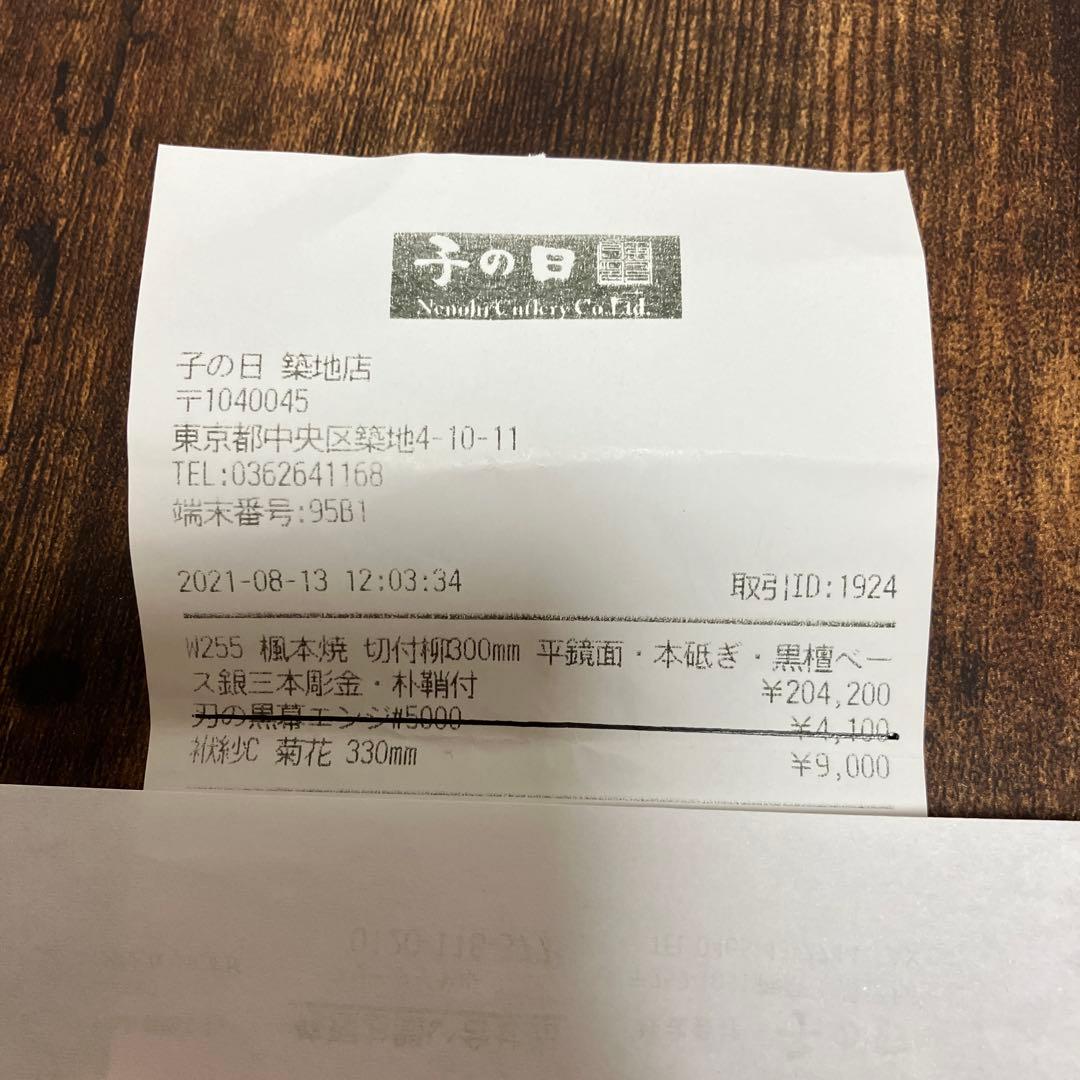 子の日
Nenohi Cutlery Co.Ltd.
子の日 築地店
〒1040045
東京都中央区築地4-10-11
TEL:0362641168
端末番号:95B1
2021-08-13 12:03:34 取引ID:1924
W255 楓本焼 切付柳300mm 平鏡面・本砥ぎ・黒檀ベー
ス銀三本彫金・朴鞘付 ¥204,200
刃の黒幕エンジ#5000 ¥4,100
袱紗C 菊花 330mm ¥9,000